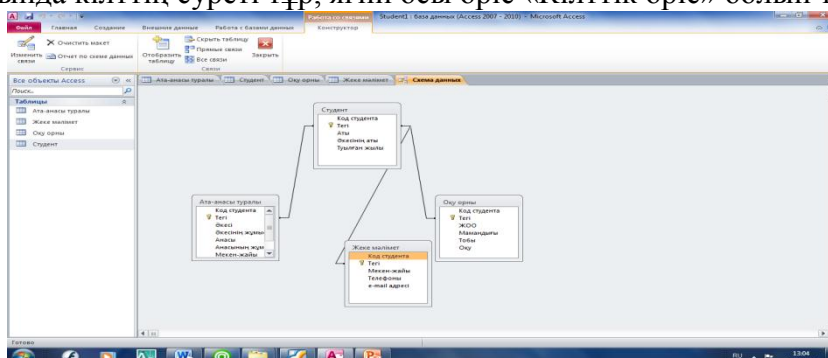 нда кілттің суреті тұр, яғни осы өріс «Кілттік өріс» болып т
Работа со связями
Student1 : база данных (Access 2007 - 2010) - Microsoft Access
Файл Главная Создание Внешние данные Работа с базами данных Конструктор
Изменить связи
Очистить макет
Отчет по схеме данных
Сервис
Отобразить таблицу
Скрыть таблицу
Прямые связи
Все связи
Закрыть
Связи
Все объекты Access
Поиск...
Таблицы
Ата-анасы туралы
Жеке мәлімет
Оқу орны
Студент
Ата-анасы туралы Студент Оқу орны Жеке мәлімет Схема данных
Студент
Код студента
Тегі
Аты
Әкесінің аты
Туылған жылы
Ата-анасы туралы
Код студента
Тегі
Әкесі
Әкесінің жұмы
Анасы
Анасының жұм
Мекен-жайы
Жеке мәлімет
Код студента
Тегі
Мекен-жайы
Телефоны
e-mail адресі
Оқу орны
Код студента
Тегі
ЖОО
Мамандығы
Тобы
Оқу
Готово
RU
13:04